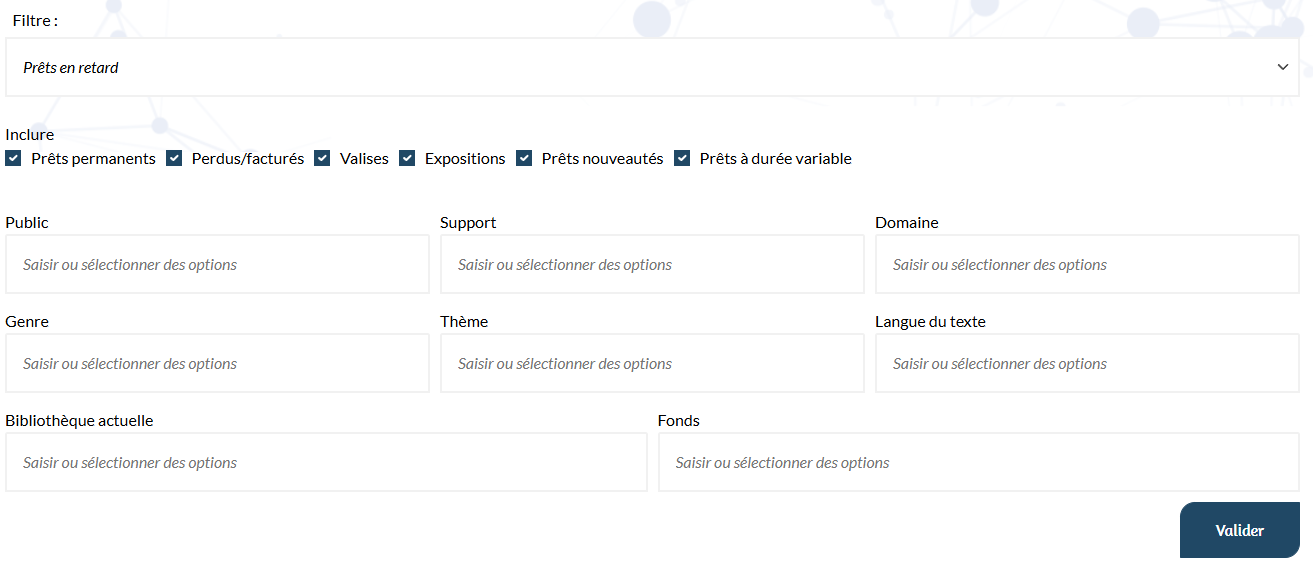 Filtre :
Prêts en retard
Inclure
Prêts permanents Perdus/facturés Valises Expositions Prêts nouveautés Prêts à durée variable
Public Support Domaine
Saisir ou sélectionner des options Saisir ou sélectionner des options Saisir ou sélectionner des options
Genre Thème Langue du texte
Saisir ou sélectionner des options Saisir ou sélectionner des options Saisir ou sélectionner des options
Bibliothèque actuelle Fonds
Saisir ou sélectionner des options Saisir ou sélectionner des options
Valider